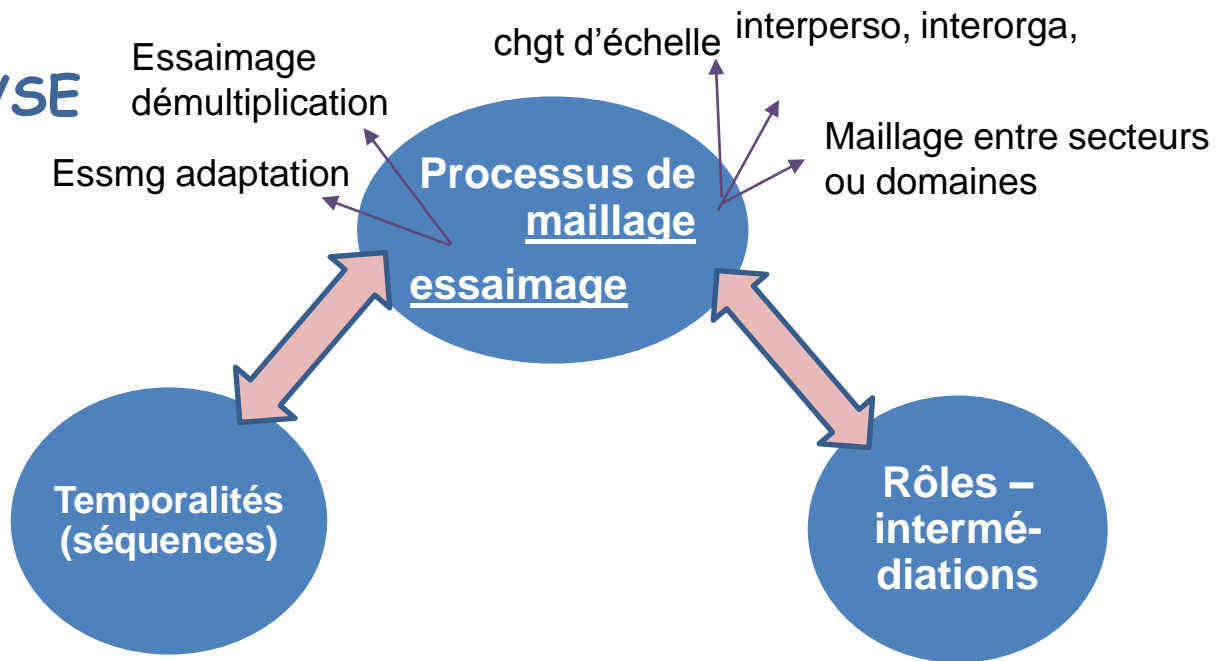 YSE
Essaimage
démultiplication
Essmg adaptation
chgt d’échelle
interperso, interorga,
Maillage entre secteurs
ou domaines
Processus de
maillage
essaimage
Temporalités
(séquences)
Rôles –
intermé-
diations